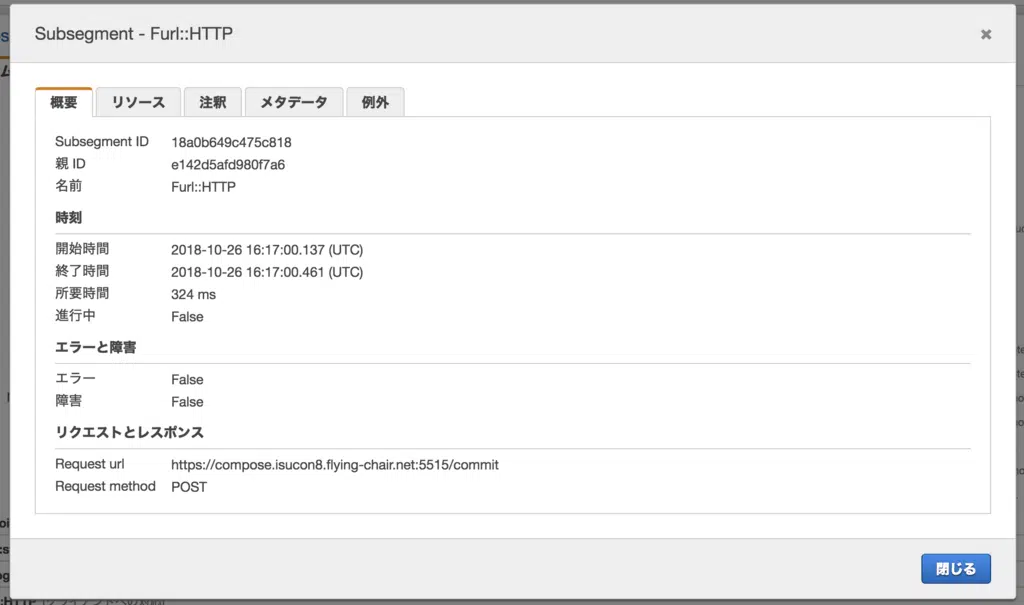 Subsegment - Furl::HTTP
概要 リソース 注釈 メタデータ 例外
Subsegment ID 18a0b649c475c818
親 ID e142d5afd980f7a6
名前 Furl::HTTP
時刻
開始時間 2018-10-26 16:17:00.137 (UTC)
終了時間 2018-10-26 16:17:00.461 (UTC)
所要時間 324 ms
進行中 False
エラーと障害
エラー False
障害 False
リクエストとレスポンス
Request url https://compose.isucon8.flying-chair.net:5515/commit
Request method POST
閉じる